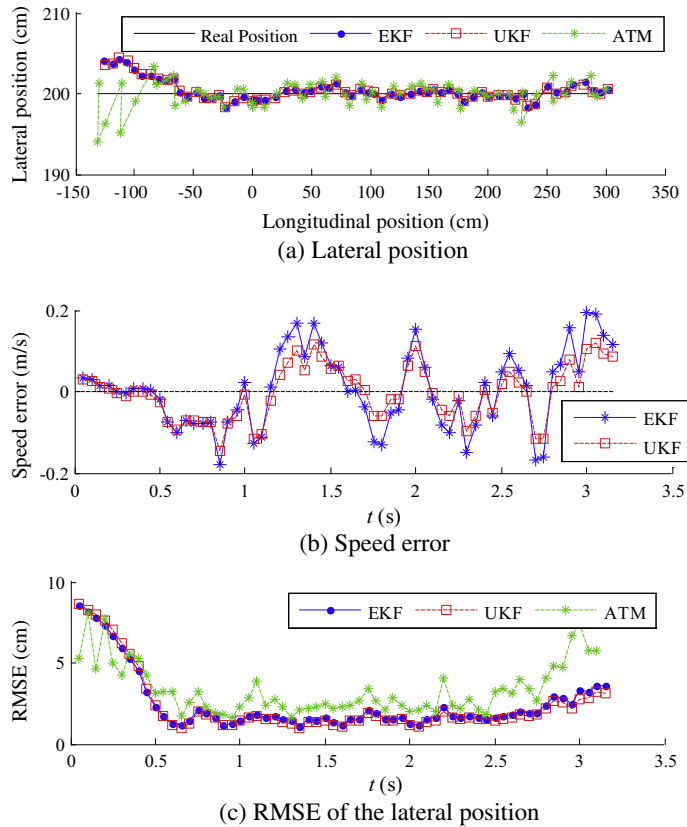 210
Real Position EKF UKF ATM
200
190
Lateral position (cm)
-150 -100 -50 0 50 100 150 200 250 300 350
Longitudinal position (cm)
(a) Lateral position
0.2
0
-0.2
Speed error (m/s)
EKF
UKF
0 0.5 1 1.5 2 2.5 3 3.5
t (s)
(b) Speed error
10
EKF UKF ATM
5
0
RMSE (cm)
0 0.5 1 1.5 2 2.5 3 3.5
t (s)
(c) RMSE of the lateral position